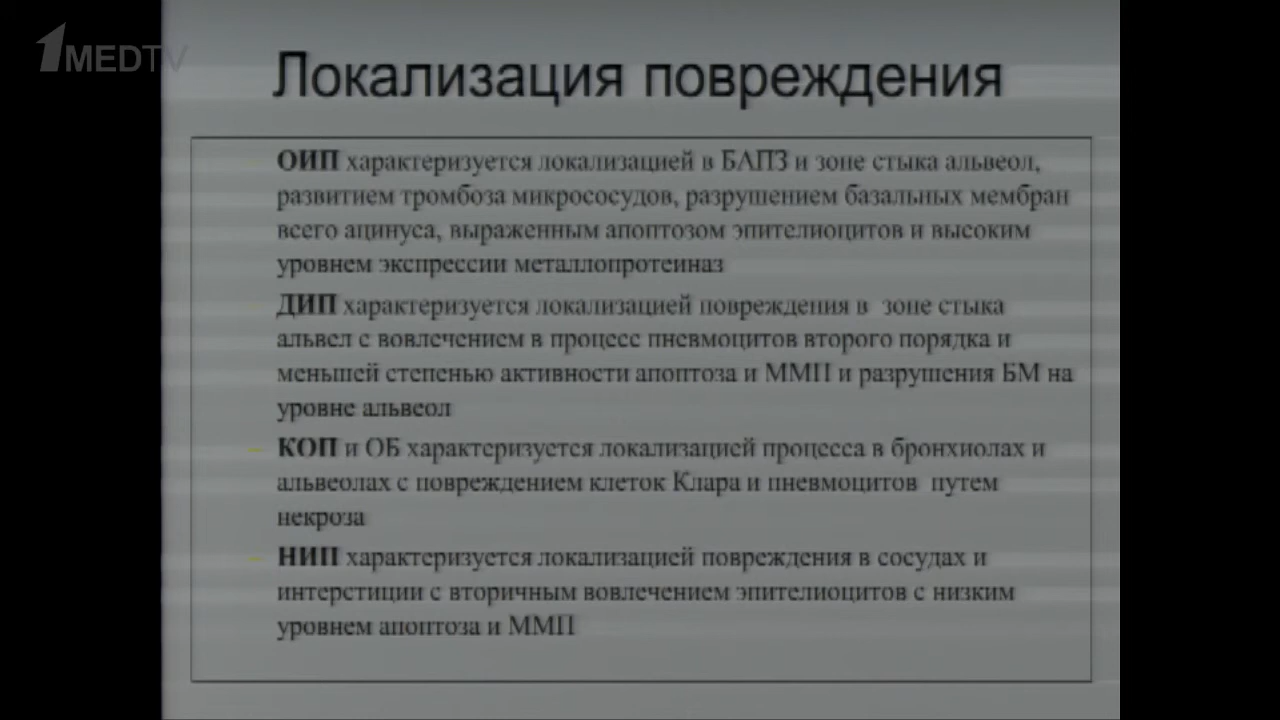 1MEDTV
Локализация повреждения
– ОИП характеризуется локализацией в БАПЗ и зоне стыка альвеол,
развитием тромбоза микрососудов, разрушением базальных мембран
всего ацинуса, выраженным апоптозом эпителиоцитов и высоким
уровнем экспрессии металлопротеиназ
– ДИП характеризуется локализацией повреждения в зоне стыка
альвел с вовлечением в процесс пневмоцитов второго порядка и
меньшей степенью активности апоптоза и ММП и разрушения БМ на
уровне альвеол
– КОП и ОБ характеризуется локализацией процесса в бронхиолах и
альвеолах с повреждением клеток Клара и пневмоцитов путем
некроза
– НИП характеризуется локализацией повреждения в сосудах и
интерстиции с вторичным вовлечением эпителиоцитов с низким
уровнем апоптоза и ММП